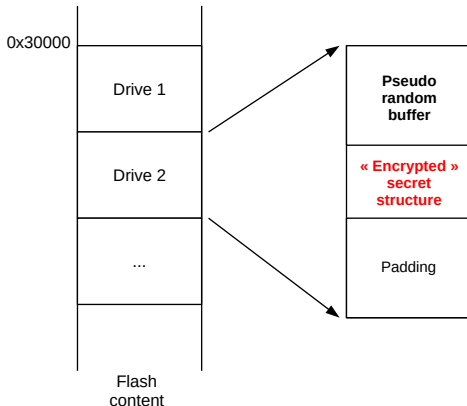 0x30000
Drive 1
Drive 2
...
Flash
content
Pseudo
random
buffer
« Encrypted »
secret
structure
Padding